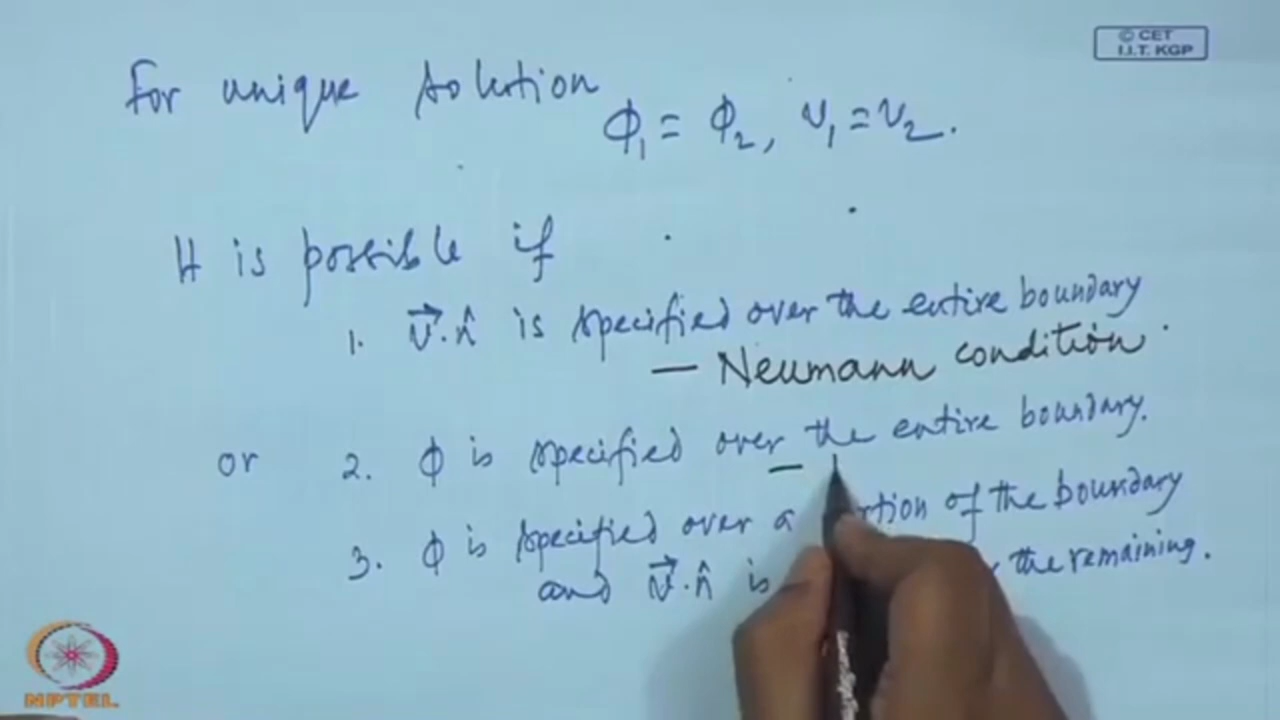 © CET
I.I.T. KGP
For unique solution
ϕ₁ = ϕ₂, v₁ = v₂.
It is possible if
1. v⃗·n̂ is specified over the entire boundary
— Neumann condition.
or 2. ϕ is specified over the entire boundary.
—
3. ϕ is specified over a portion of the boundary
and v⃗·n̂ is the remaining.
NPTEL